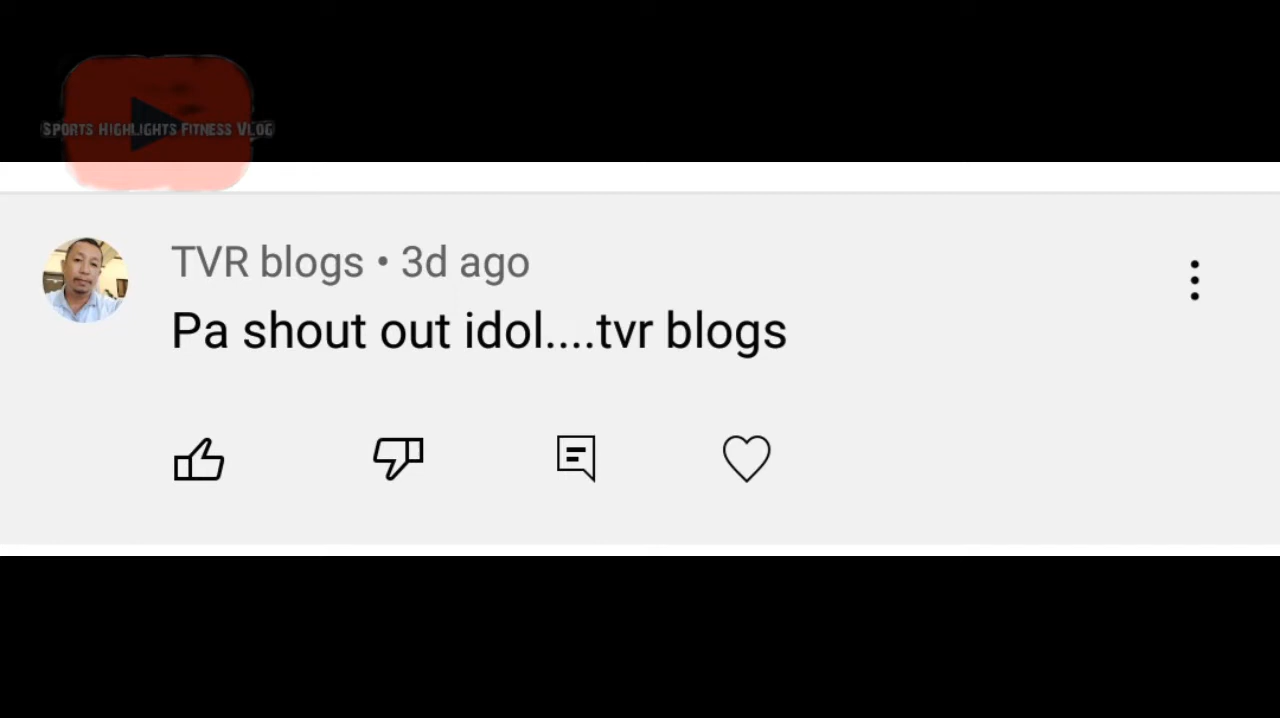 Sports Highlights Fitness Vlog
TVR blogs • 3d ago
Pa shout out idol....tvr blogs